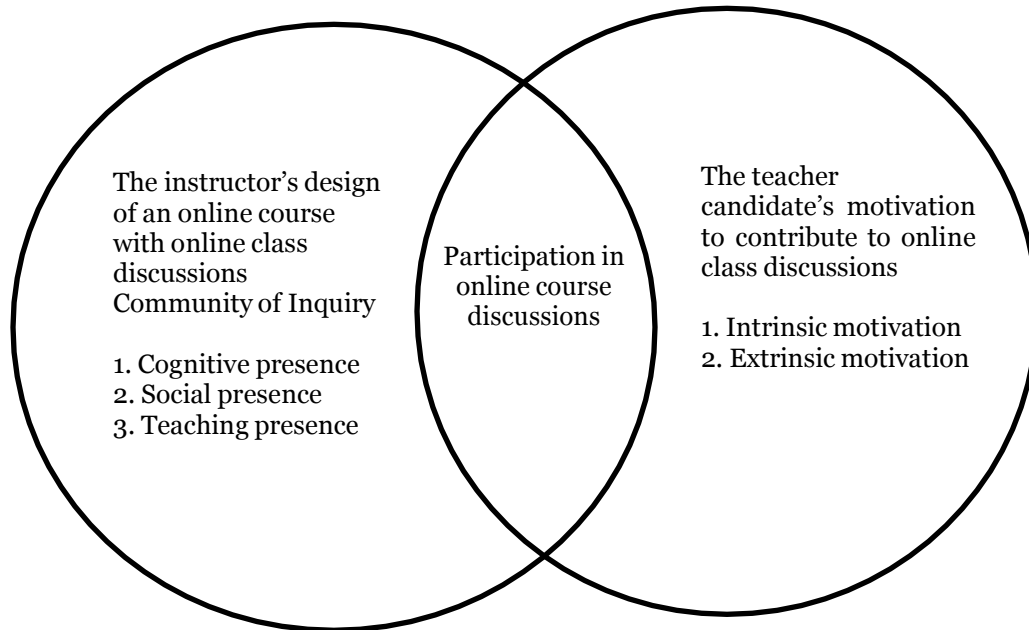 The instructor’s design
of an online course
with online class
discussions
Community of Inquiry
1. Cognitive presence
2. Social presence
3. Teaching presence
Participation in
online course
discussions
The teacher
candidate’s motivation
to contribute to online
class discussions
1. Intrinsic motivation
2. Extrinsic motivation